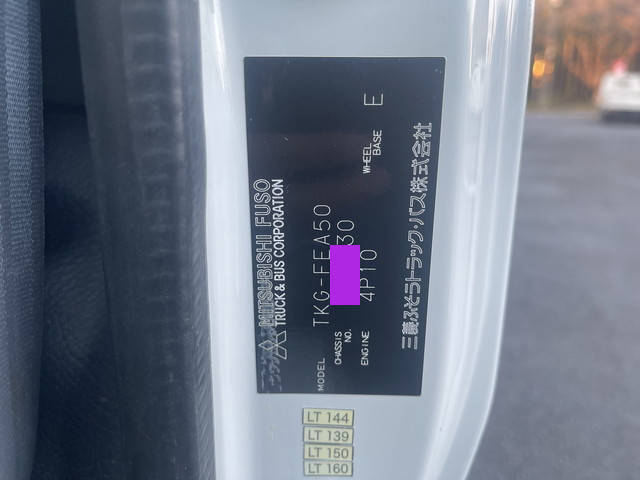 MITSUBISHI FUSO
TRUCK & BUS CORPORATION
MODEL TKG-FEA50
CHASSIS NO. 30
ENGINE 4P10 WHEEL BASE E
三菱ふそうトラック・バス株式会社
LT 144
LT 139
LT 150
LT 160